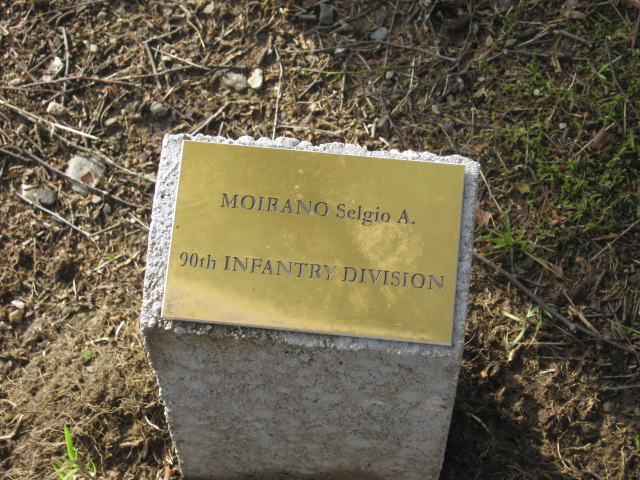 MOIRANO Selgio A.
90th INFANTRY DIVISION